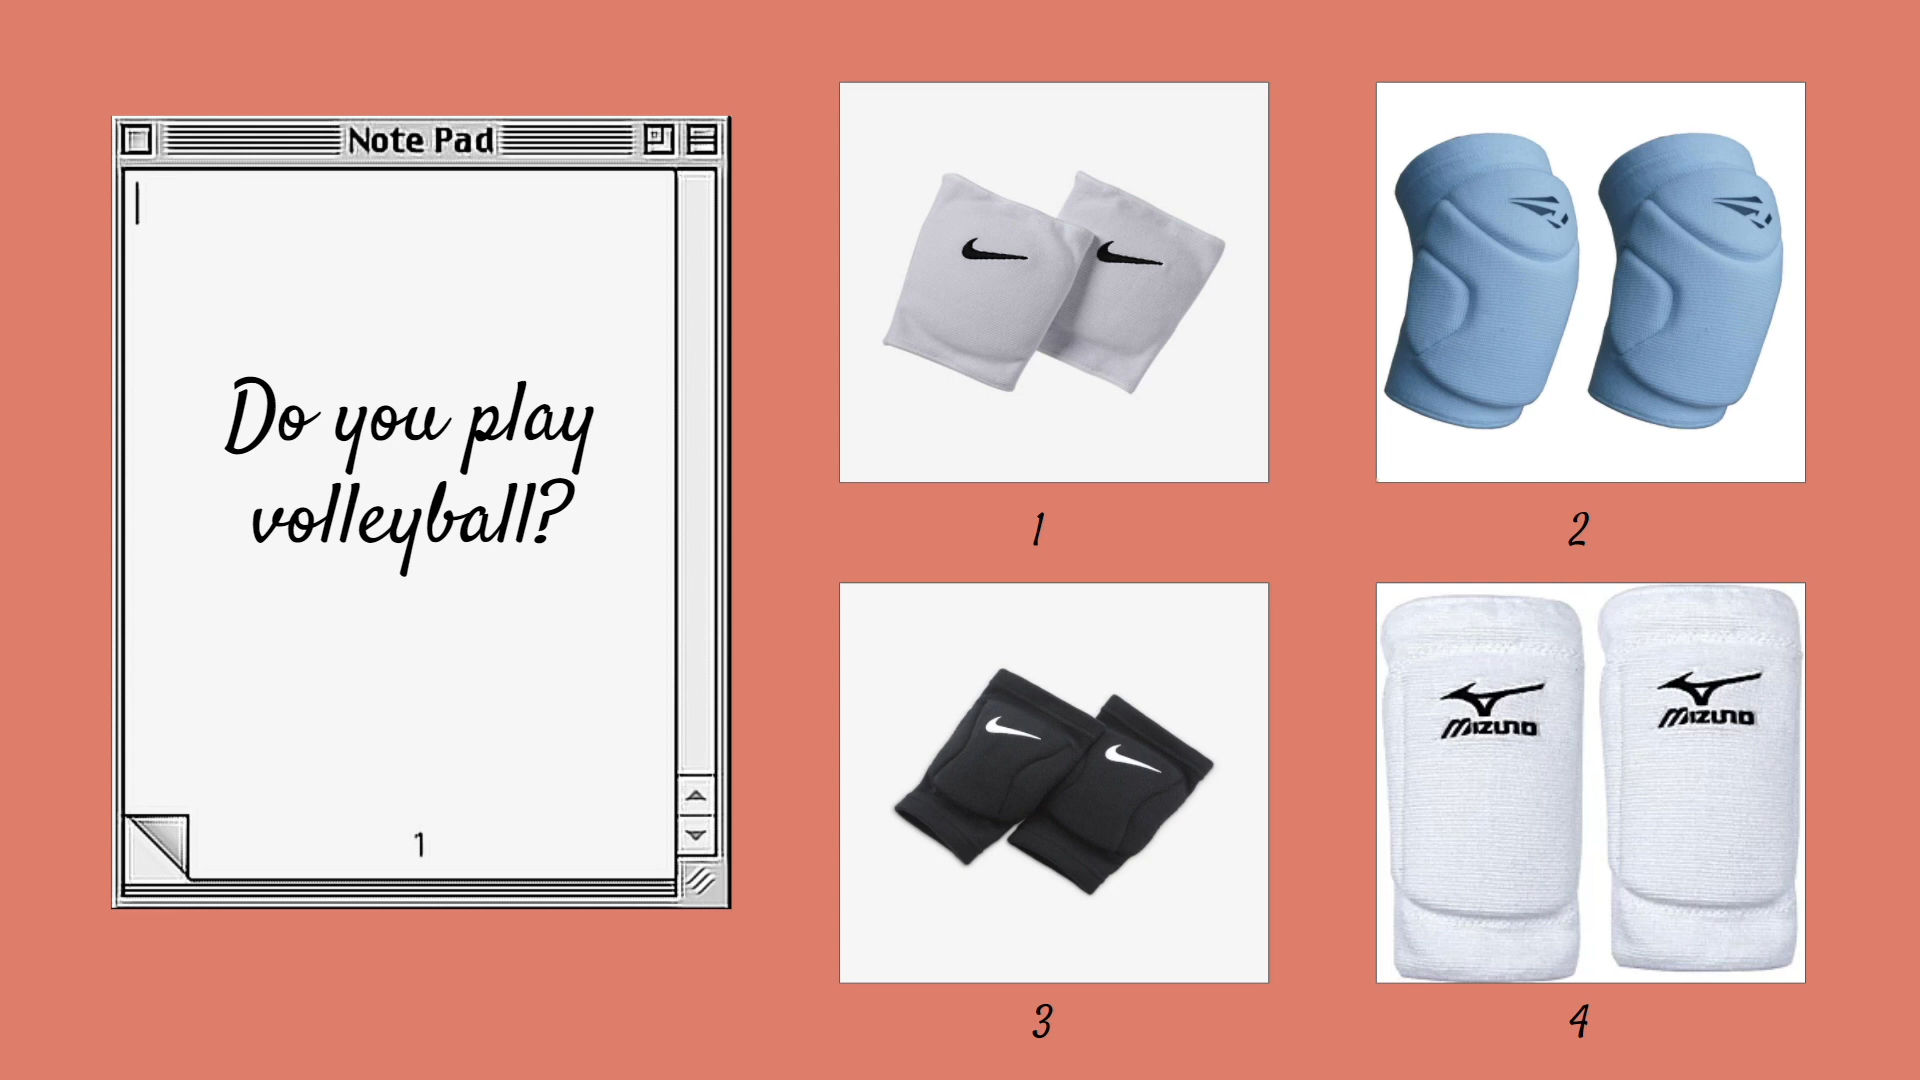 Note Pad
Do you play
volleyball?
1
1
2
MIZUNO
MIZUNO
3
4